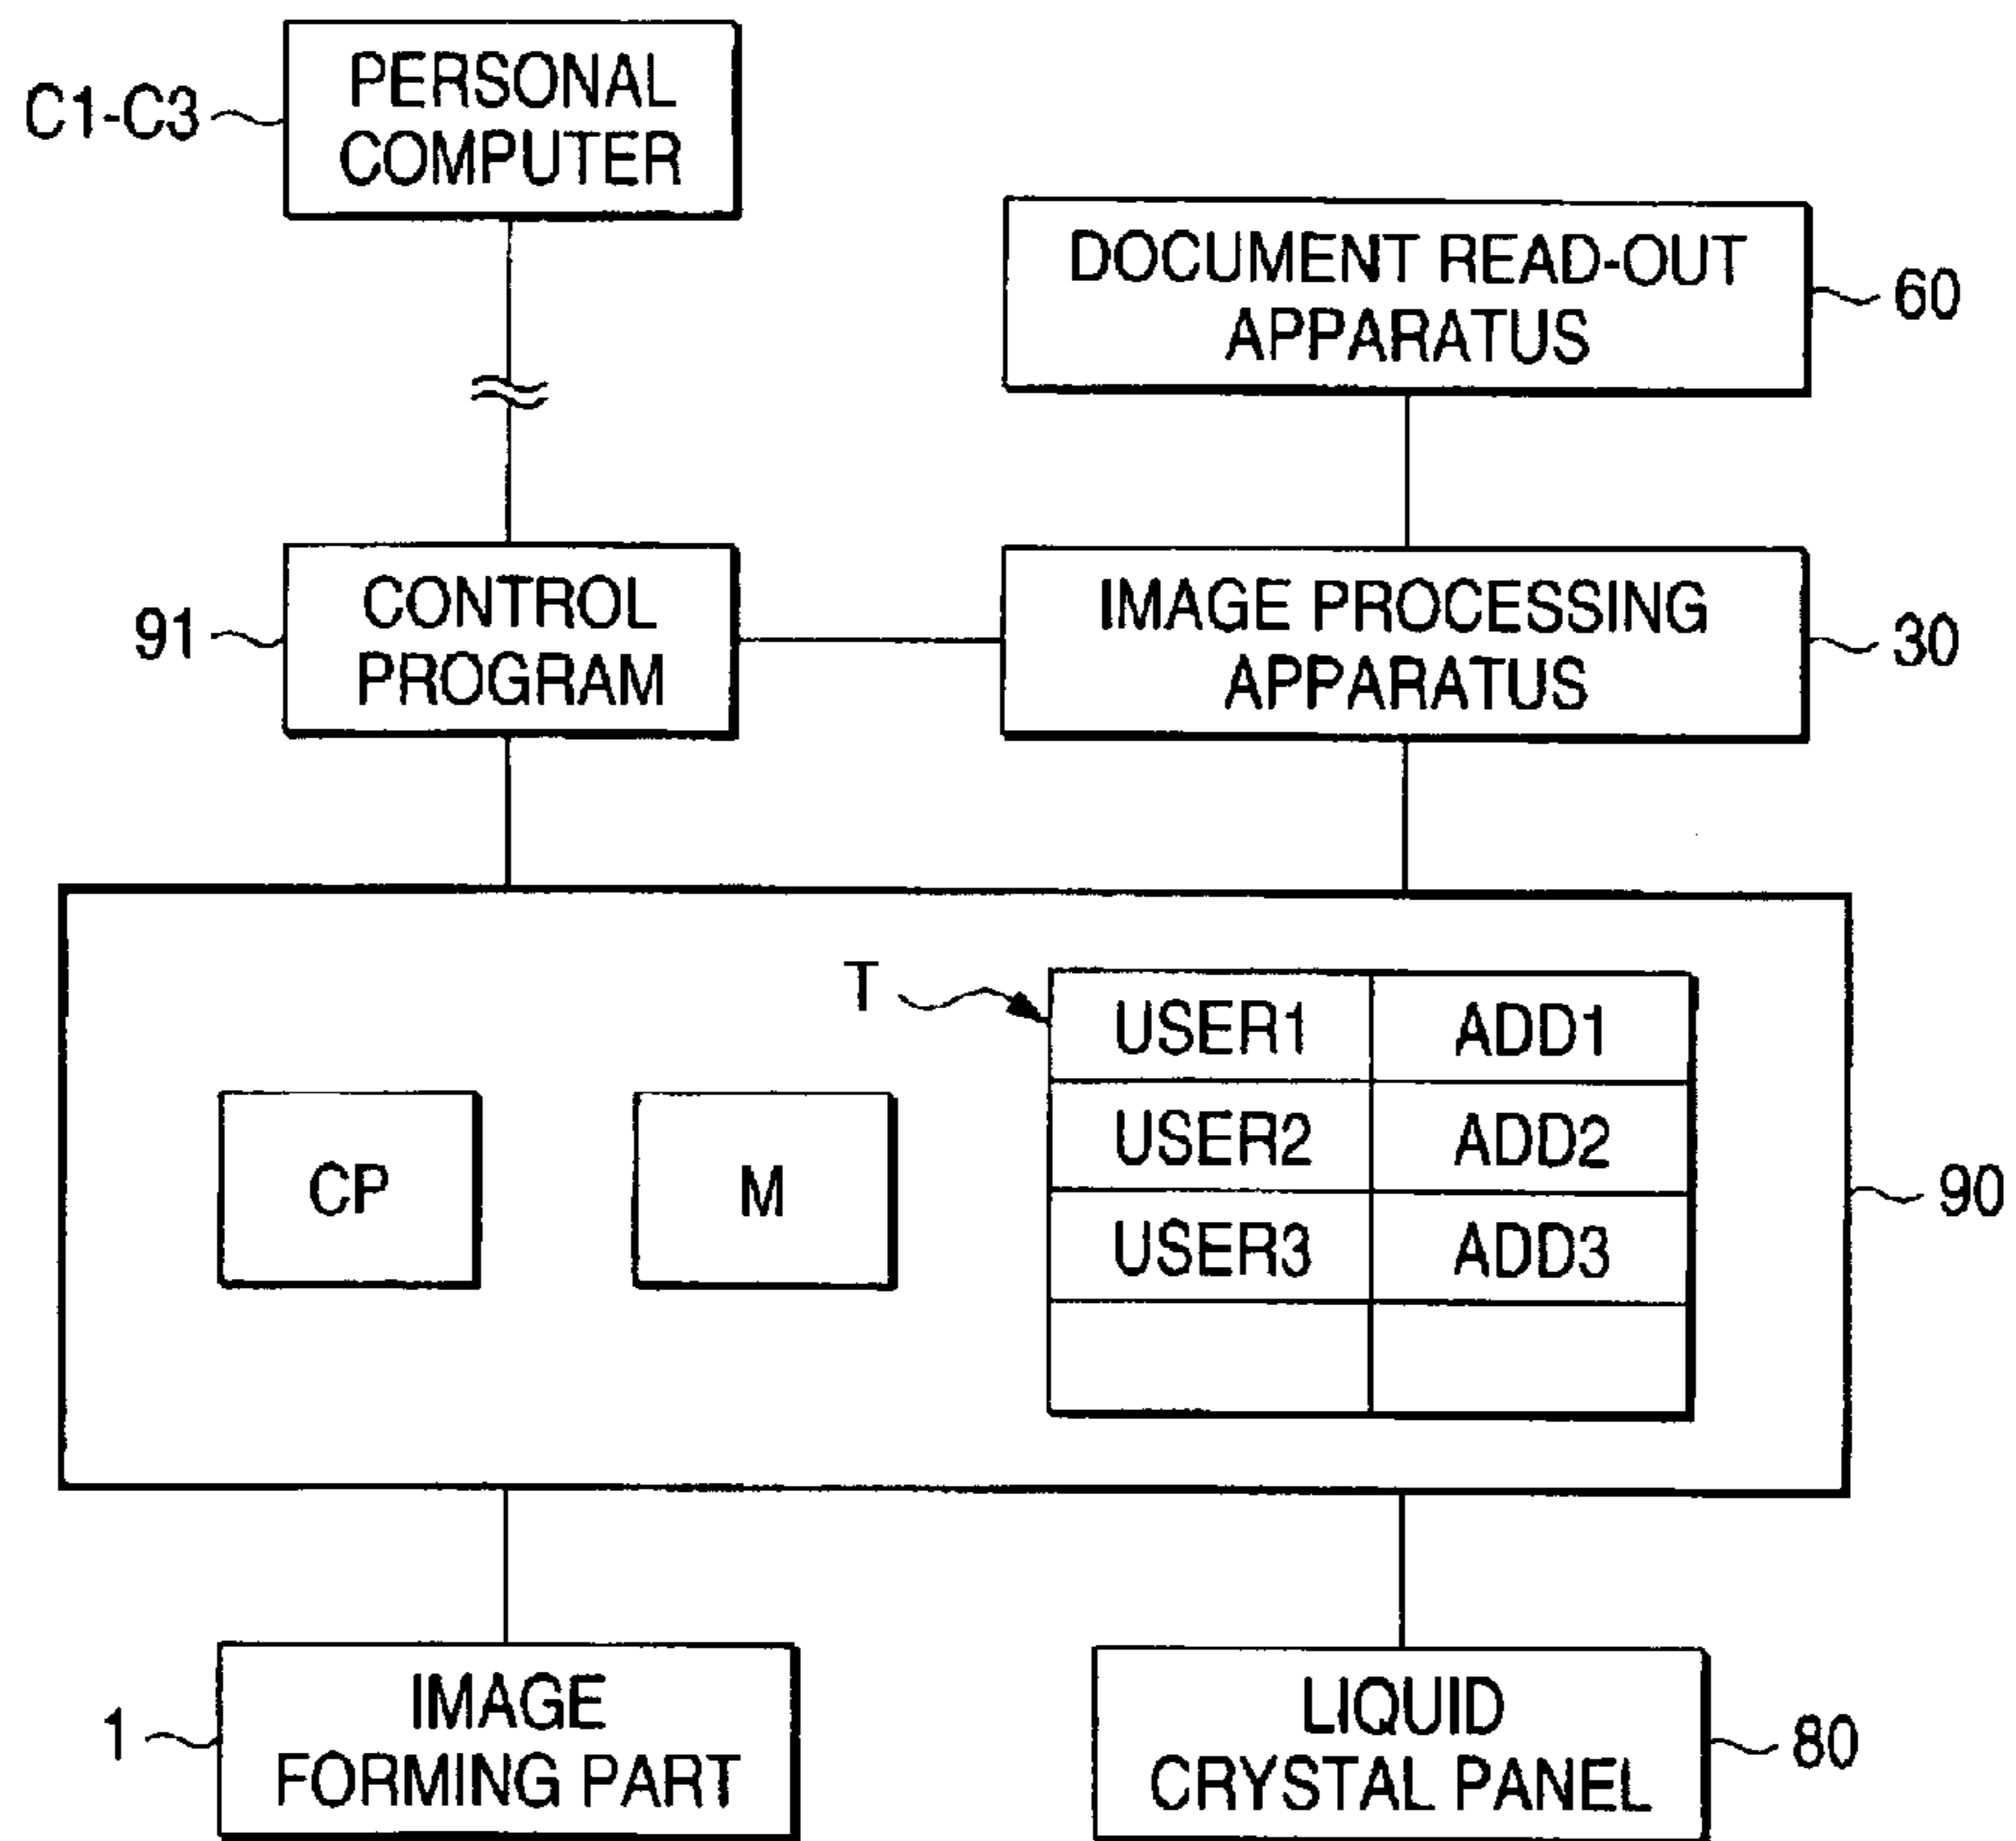 PERSONAL
COMPUTER
C1-C3
DOCUMENT READ-OUT
APPARATUS
60
CONTROL
PROGRAM
91
IMAGE PROCESSING
APPARATUS
30
T
USER1 ADD1
USER2 ADD2
USER3 ADD3
CP
M
90
IMAGE
FORMING PART
1
LIQUID
CRYSTAL PANEL
80